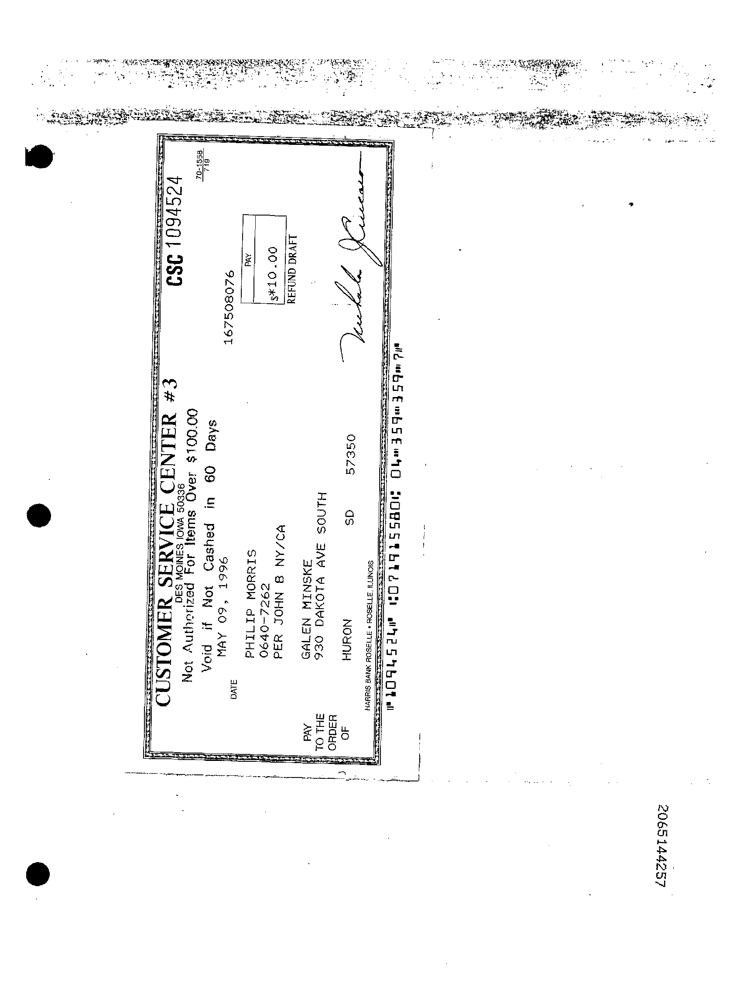 CUSTOMER SERVICE CENTER #3
CSC 1094524
DES MOINES IOWA 50336
70-1558
719
Not Authorized For Items Over $100.00
Void if Not Cashed in 60 Days
DATE MAY 09, 1996
167508076
PHILIP MORRIS
0640-7262
PER JOHN B NY/CA
PAY
$*10.00
REFUND DRAFT
PAY
TO THE
ORDER
OF
GALEN MINSKE
930 DAKOTA AVE SOUTH
HURON SD 57350
HARRIS BANK ROSELLE • ROSELLE, ILLINOIS
⑈1094524⑈ ⑆071915580⑆ 04⑈359⑈359⑈7⑈
2065144257